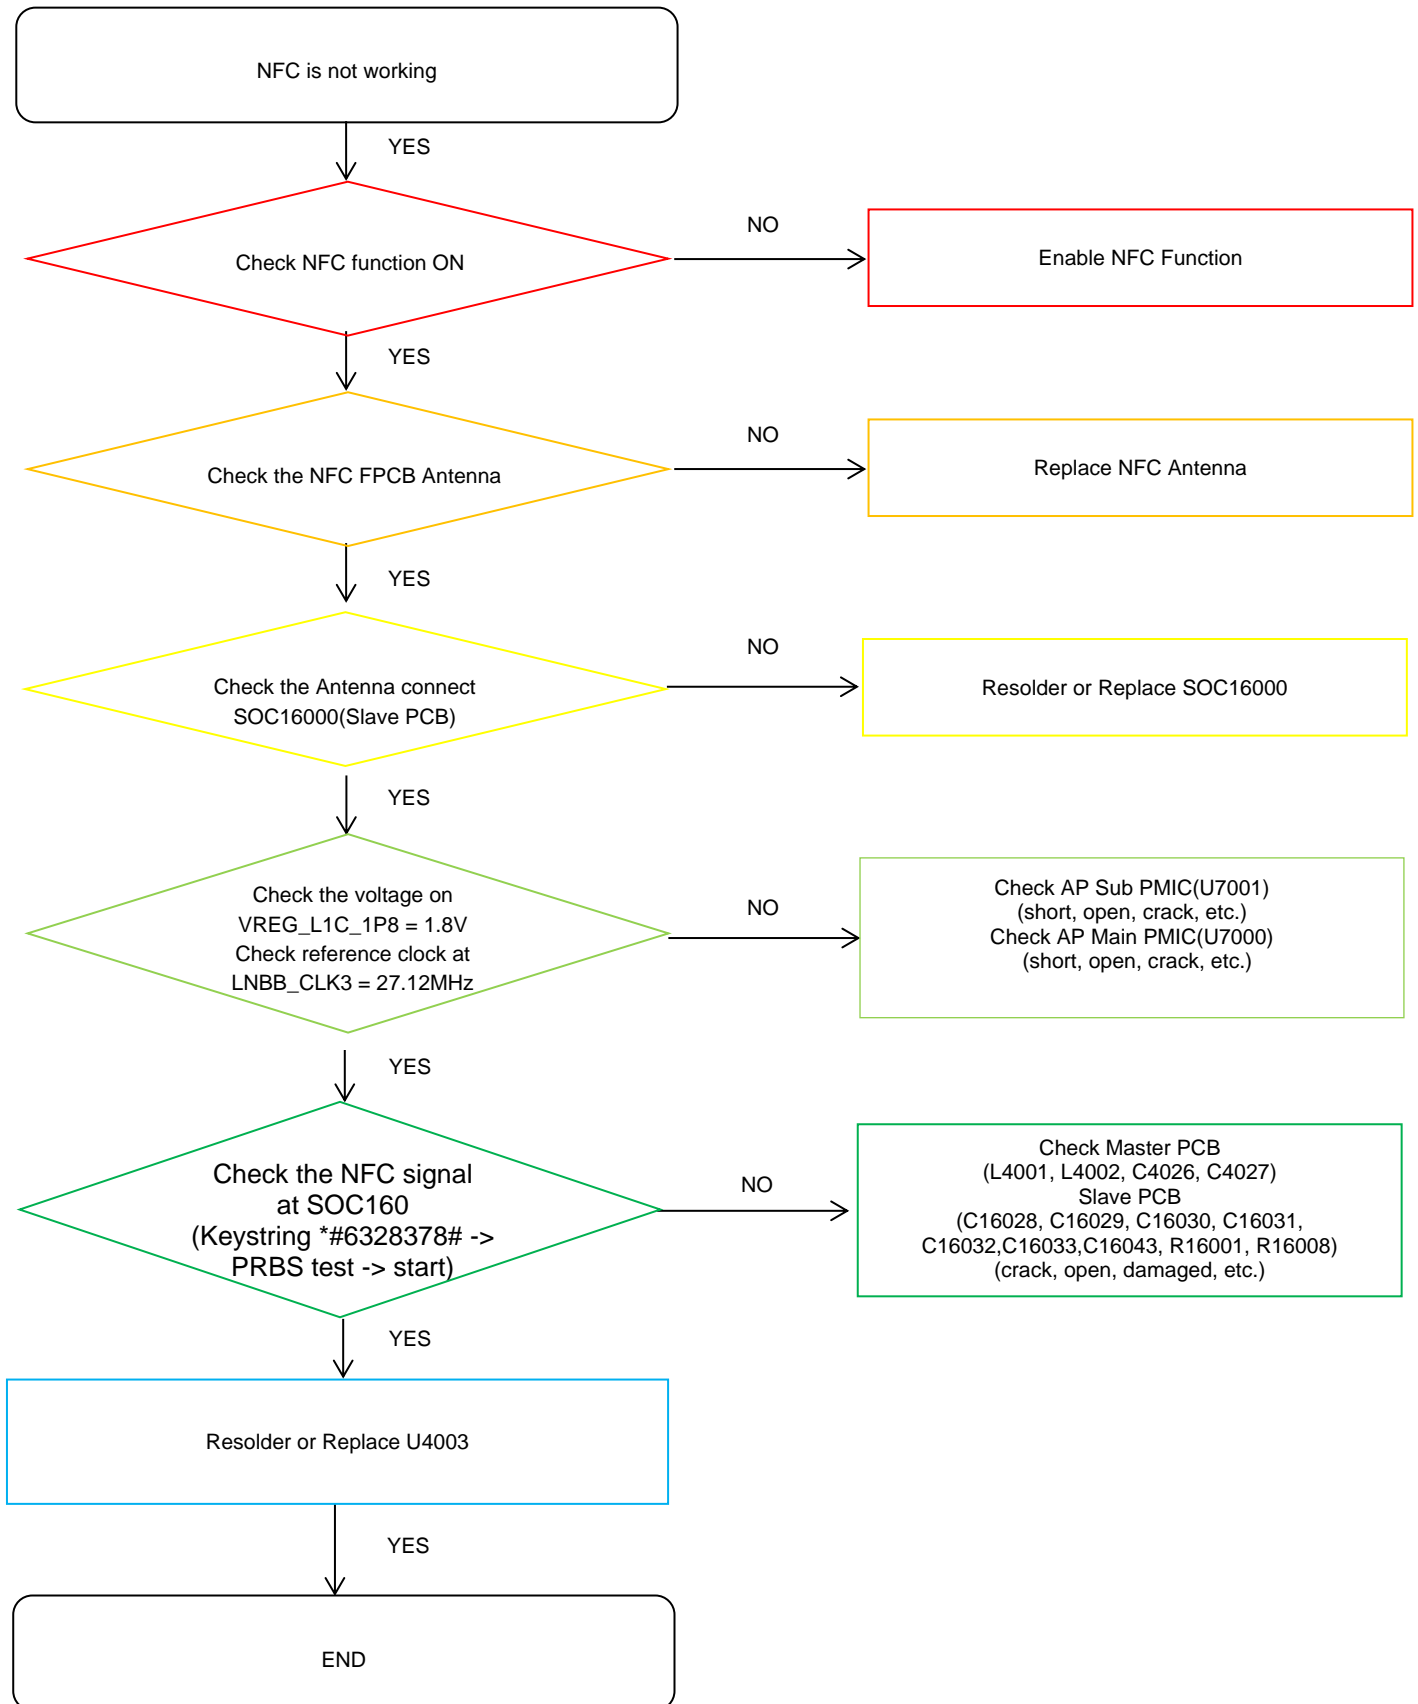 NFC is not working
YES
Check NFC function ON
NO
Enable NFC Function
YES
Check the NFC FPCB Antenna
NO
Replace NFC Antenna
YES
Check the Antenna connect
SOC16000(Slave PCB)
NO
Resolder or Replace SOC16000
YES
Check the voltage on
VREG_L1C_1P8 = 1.8V
Check reference clock at
LNBB_CLK3 = 27.12MHz
NO
Check AP Sub PMIC(U7001)
(short, open, crack, etc.)
Check AP Main PMIC(U7000)
(short, open, crack, etc.)
YES
Check the NFC signal
at SOC160
(Keystring *#6328378# ->
PRBS test -> start)
NO
Check Master PCB
(L4001, L4002, C4026, C4027)
Slave PCB
(C16028, C16029, C16030, C16031,
C16032,C16033,C16043, R16001, R16008)
(crack, open, damaged, etc.)
YES
Resolder or Replace U4003
YES
END